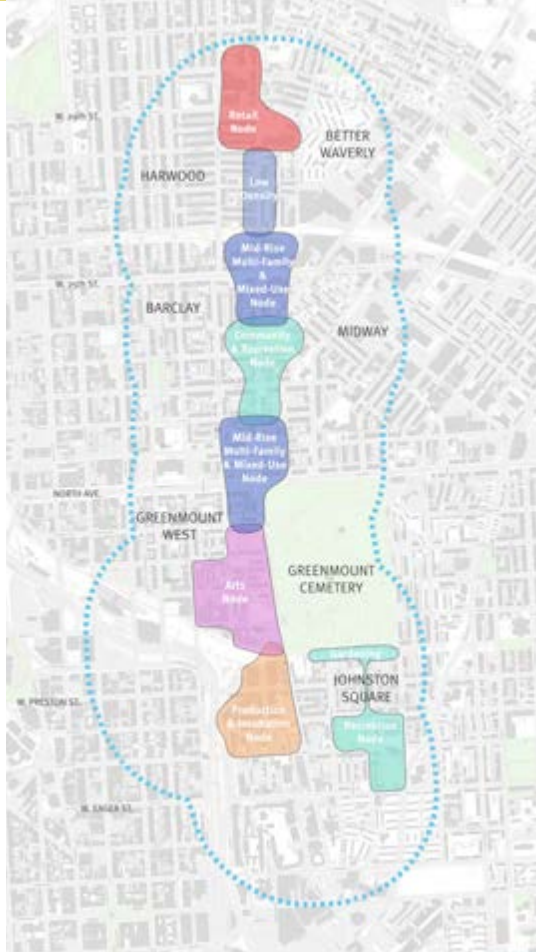 W. 29th ST.
Retail
Node
BETTER
WAVERLY
HARWOOD
Low
Density
Mid-Rise
Multi-Family
&
Mixed-Use
Node
W. 25th ST.
BARCLAY
MIDWAY
Community
& Recreation
Node
Mid-Rise
Multi-Family
& Mixed-Use
Node
NORTH AVE.
GREENMOUNT
WEST
GREENMOUNT
CEMETERY
Arts
Node
Gardening
JOHNSTON
SQUARE
W. PRESTON ST.
Production
& Incubation
Node
Recreation
Node
W. EAGER ST.